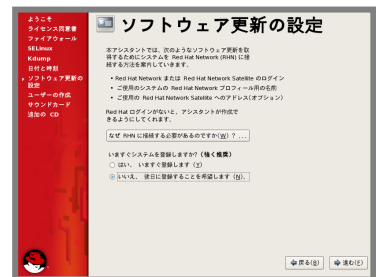 ようこそ
ライセンス同意書
ファイアウォール
SELinux
Kdump
日付と時刻
ソフトウェア更新の
設定
ユーザーの作成
サウンドカード
追加の CD
ソフトウェア更新の設定
本アシスタントでは、次のようなソフトウェア更新を取
得するためにシステムを Red Hat Network (RHN) に接
続する方法を案内していきます。
• Red Hat Network または Red Hat Network Satellite のログイン
• ご使用のシステムの Red Hat Network プロフィール用の名前
• ご使用の Red Hat Network Satellite へのアドレス(オプション)
Red Hat ログインがないと、アシスタントが作成で
きるようにしてくれます。
なぜ RHN に接続する必要があるのですか(W) ? ...
いますぐシステムを登録しますか? (強く推奨)
はい、 いますぐ登録します (Y)
いいえ、 後日に登録することを希望します (N)。
戻る(B)
進む(F)